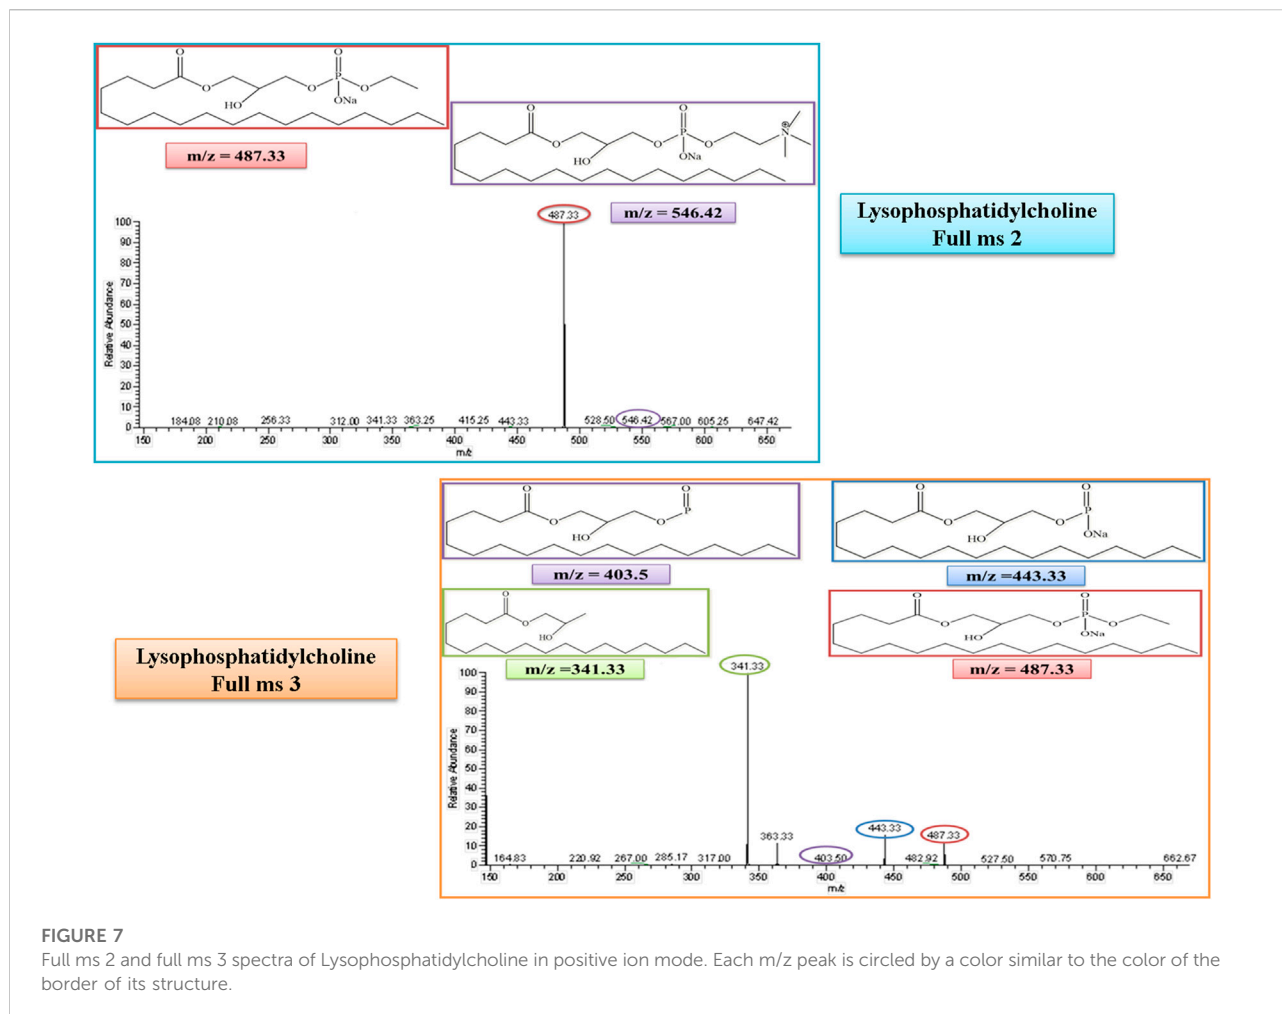 O
O
O
P
O
O
HO
ONa
m/z = 487.33
O
O
O
P
O
O
HO
ONa
N
⊕
m/z = 546.42
Lysophosphatidylcholine
Full ms 2
487.33
100
90
80
70
60
50
40
30
20
10
0
Relative Abundance
184.08 210.08 256.33 312.00 341.33 363.25 415.25 443.33 528.50 546.42 567.00 605.25 647.42
150 200 250 300 350 400 450 500 550 600 650
m/z
O
O
O
P
O
HO
m/z = 403.5
O
O
O
P
O
HO
ONa
m/z =443.33
O
O
HO
m/z =341.33
O
O
O
P
O
O
HO
ONa
m/z = 487.33
Lysophosphatidylcholine
Full ms 3
341.33
100
90
80
70
60
50
40
30
20
10
0
Relative Abundance
363.33 443.33 487.33
164.83 220.92 267.00 285.17 317.00 403.50 482.92 527.50 570.75 662.67
150 200 250 300 350 400 450 500 550 600 650
m/z
FIGURE 7
Full ms 2 and full ms 3 spectra of Lysophosphatidylcholine in positive ion mode. Each m/z peak is circled by a color similar to the color of the
border of its structure.